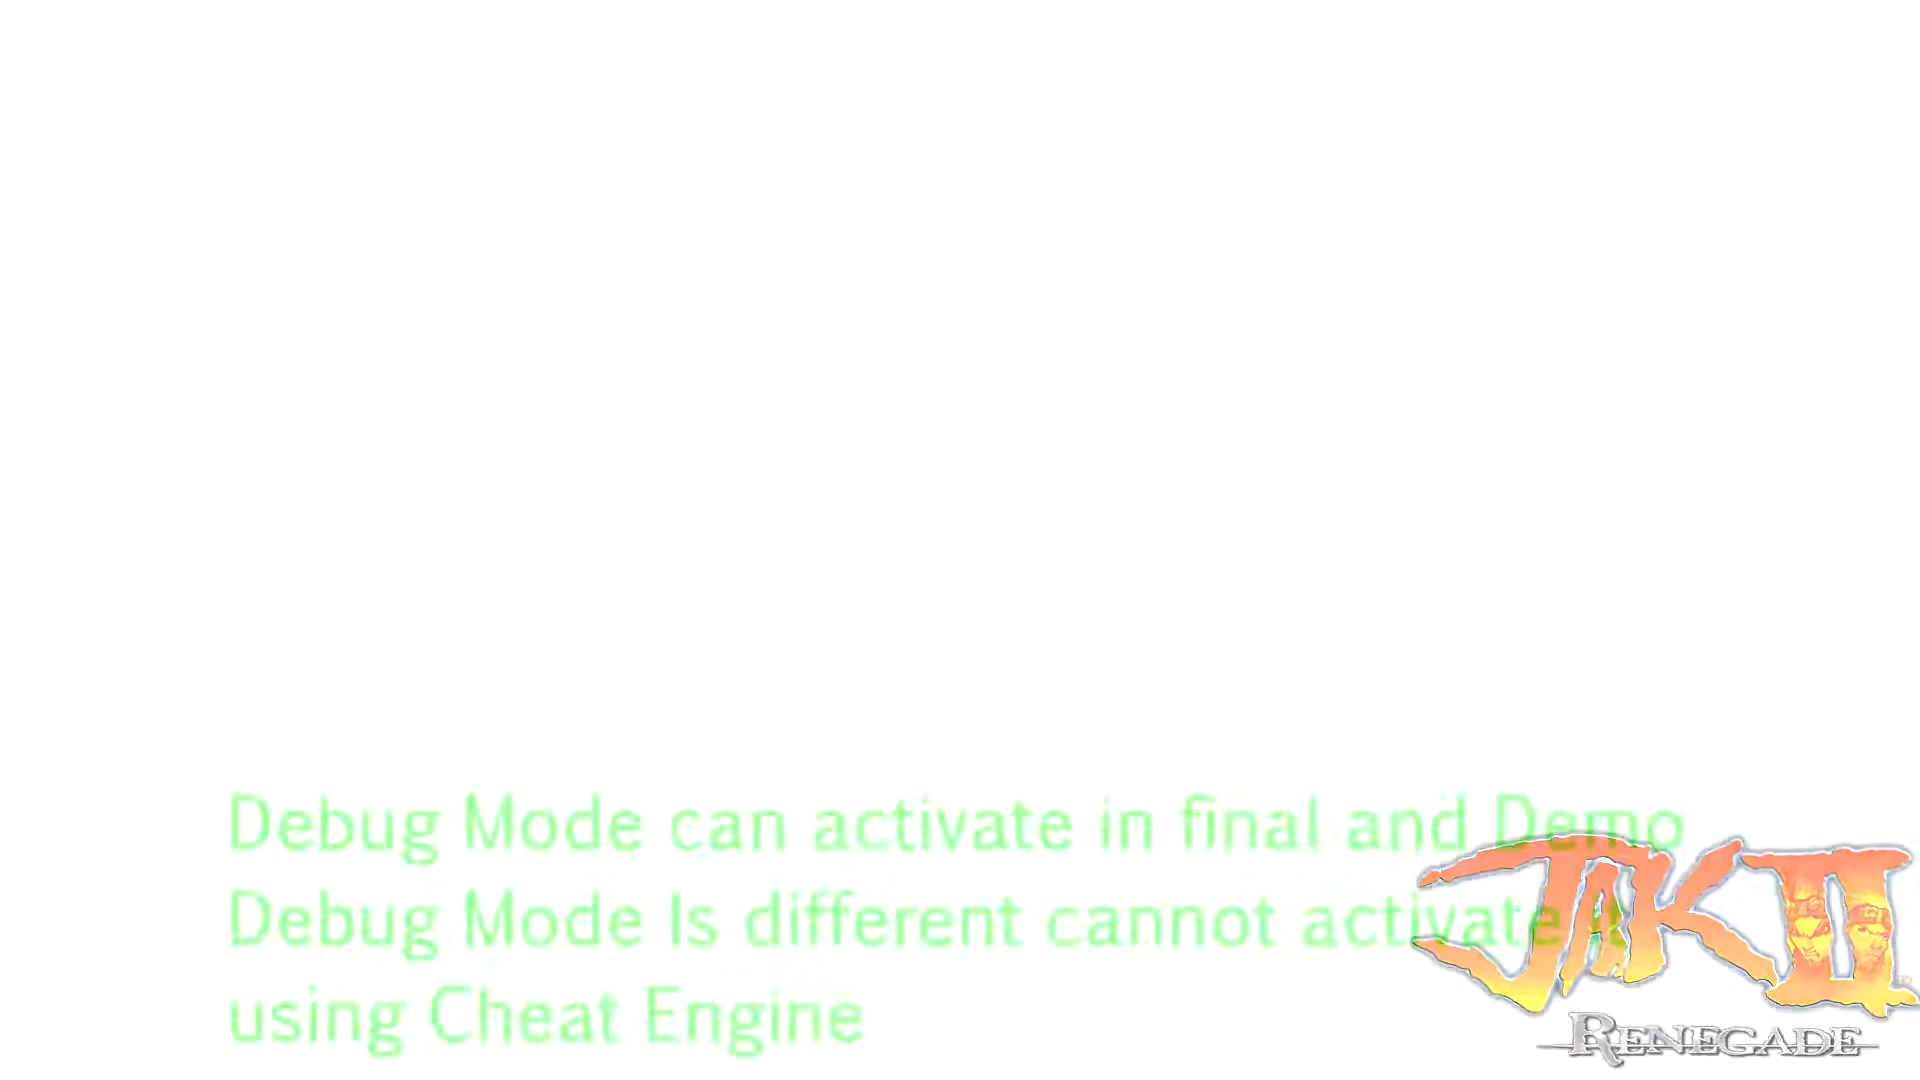 Debug Mode can activate in final and Demo
Debug Mode Is different cannot activate
using Cheat Engine
JAK II
RENEGADE